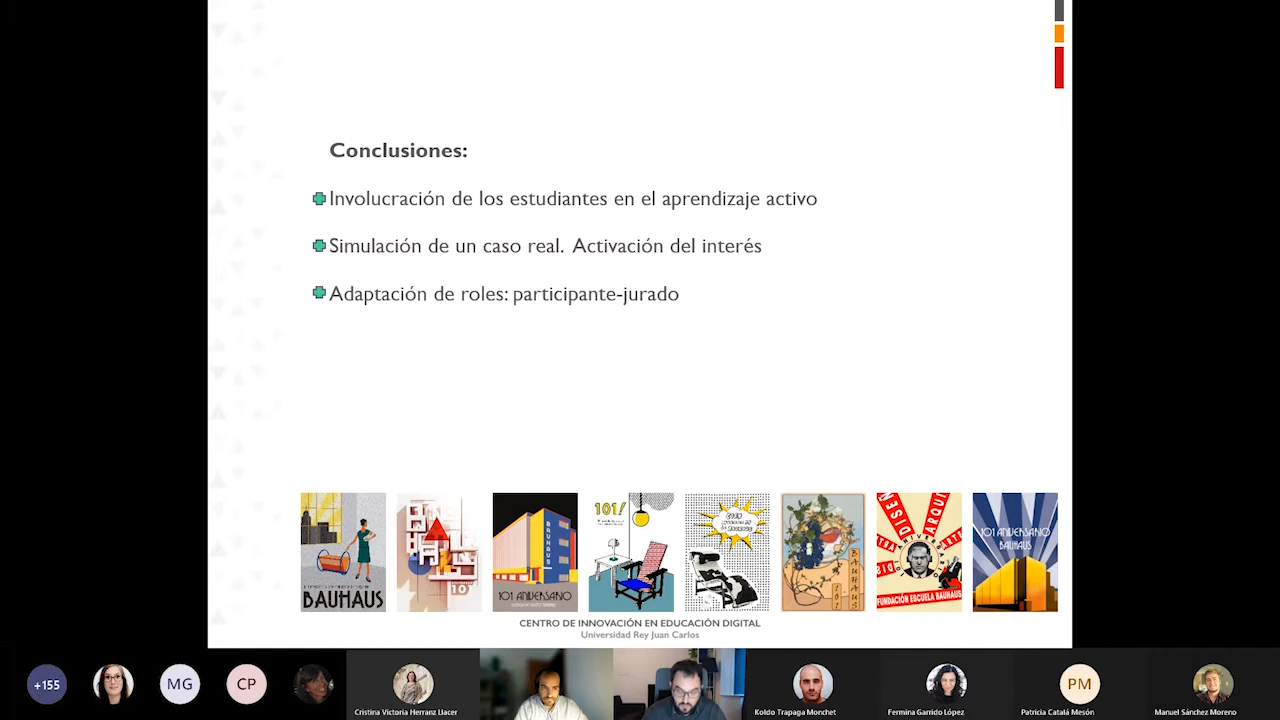 Conclusiones:
Involucración de los estudiantes en el aprendizaje activo
Simulación de un caso real. Activación del interés
Adaptación de roles: participante-jurado
BAUHAUS
101
BAUHAUS
101 ANIVERSARIO
101!
BAUHAUS
101
FUNDACIÓN ESCUELA BAUHAUS
101 ANIVERSARIO
BAUHAUS
CENTRO DE INNOVACIÓN EN EDUCACIÓN DIGITAL
Universidad Rey Juan Carlos
+155
MG
CP
Cristina Victoria Herranz Llacer
Koldo Trapaga Monchet
Fermina Garrido López
PM
Patricia Catalá Mesón
Manuel Sánchez Moreno